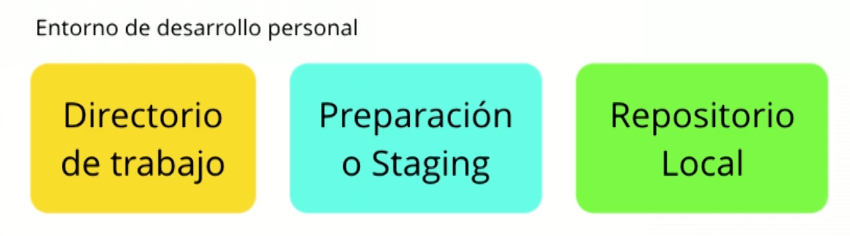 Entorno de desarrollo personal
Directorio
de trabajo
Preparación
o Staging
Repositorio
Local